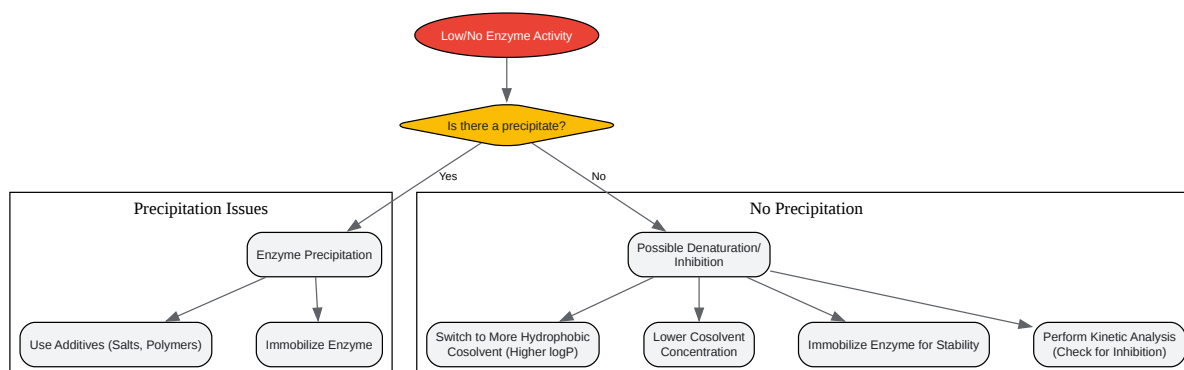 Low/No Enzyme Activity
Is there a precipitate?
Yes
No
Precipitation Issues
Enzyme Precipitation
Use Additives (Salts, Polymers)
Immobilize Enzyme
No Precipitation
Possible Denaturation/
Inhibition
Switch to More Hydrophobic
Cosolvent (Higher logP)
Lower Cosolvent
Concentration
Immobilize Enzyme for Stability
Perform Kinetic Analysis
(Check for Inhibition)